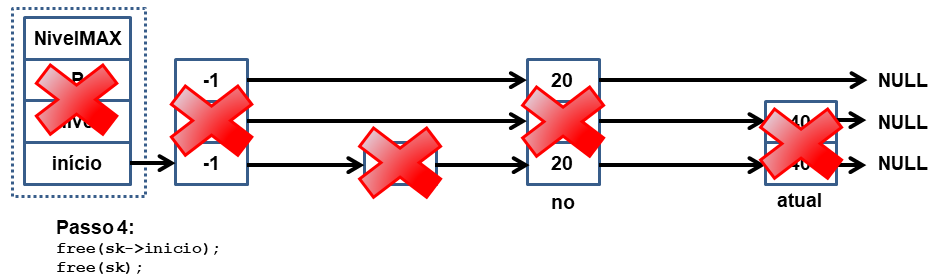 NivelMAX
início
-1
-1
20
20
NULL
NULL
NULL
no
atual
Passo 4:
free(sk->inicio);
free(sk);